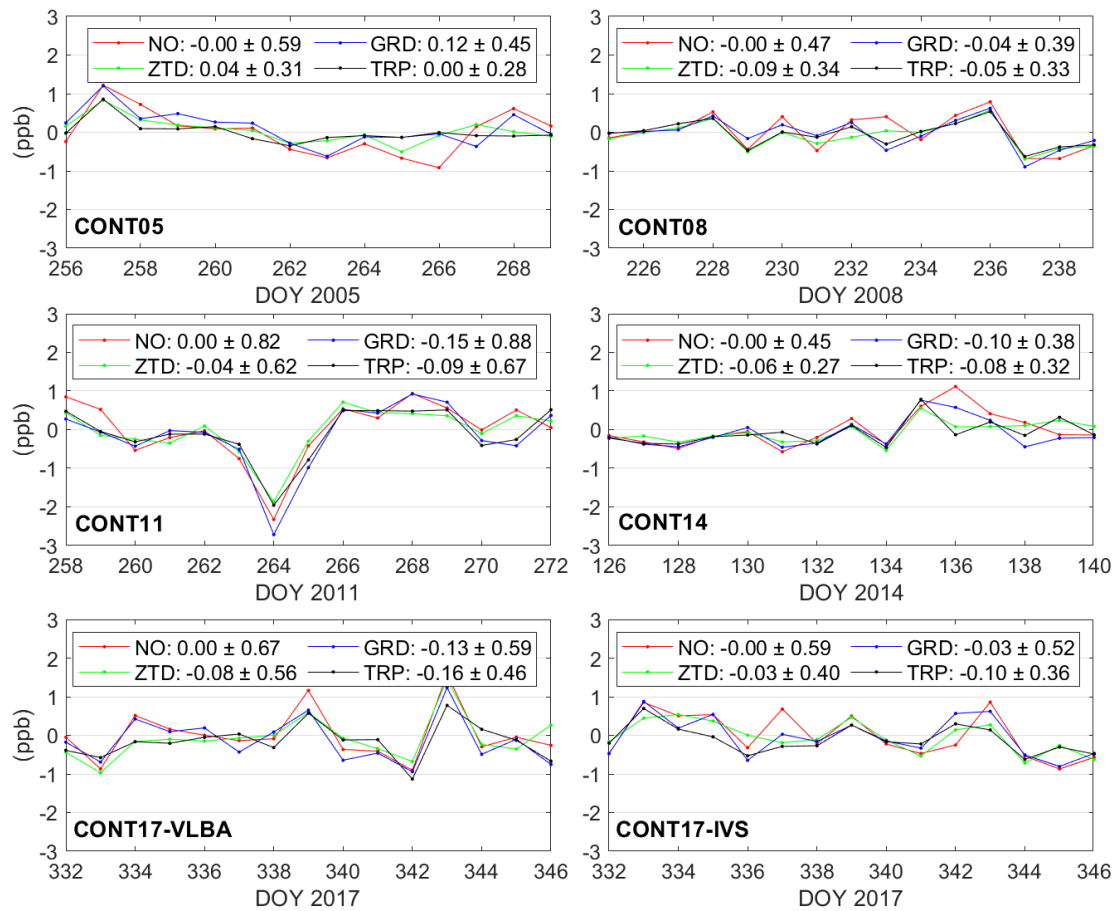 3
2
1
0
-1
-2
-3
(ppb)
NO: -0.00 ± 0.59
GRD: 0.12 ± 0.45
ZTD: 0.04 ± 0.31
TRP: 0.00 ± 0.28
CONT05
256 258 260 262 264 266 268
DOY 2005
3
2
1
0
-1
-2
-3
(ppb)
NO: -0.00 ± 0.47
GRD: -0.04 ± 0.39
ZTD: -0.09 ± 0.34
TRP: -0.05 ± 0.33
CONT08
226 228 230 232 234 236 238
DOY 2008
3
2
1
0
-1
-2
-3
(ppb)
NO: 0.00 ± 0.82
GRD: -0.15 ± 0.88
ZTD: -0.04 ± 0.62
TRP: -0.09 ± 0.67
CONT11
258 260 262 264 266 268 270 272
DOY 2011
3
2
1
0
-1
-2
-3
(ppb)
NO: -0.00 ± 0.45
GRD: -0.10 ± 0.38
ZTD: -0.06 ± 0.27
TRP: -0.08 ± 0.32
CONT14
126 128 130 132 134 136 138 140
DOY 2014
3
2
1
0
-1
-2
-3
(ppb)
NO: 0.00 ± 0.67
GRD: -0.13 ± 0.59
ZTD: -0.08 ± 0.56
TRP: -0.16 ± 0.46
CONT17-VLBA
332 334 336 338 340 342 344 346
DOY 2017
3
2
1
0
-1
-2
-3
(ppb)
NO: -0.00 ± 0.59
GRD: -0.03 ± 0.52
ZTD: -0.03 ± 0.40
TRP: -0.10 ± 0.36
CONT17-IVS
332 334 336 338 340 342 344 346
DOY 2017